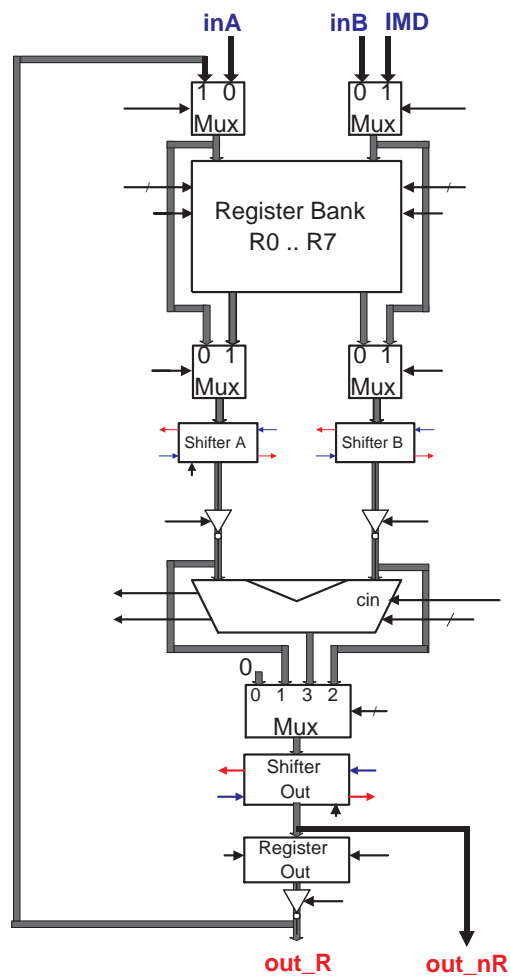 inA inB IMD
1 0 0 1
Mux Mux
Register Bank
R0 .. R7
0 1 0 1
Mux Mux
Shifter A Shifter B
cin
0
0 1 3 2
Mux
Shifter
Out
Register
Out
out_R out_nR